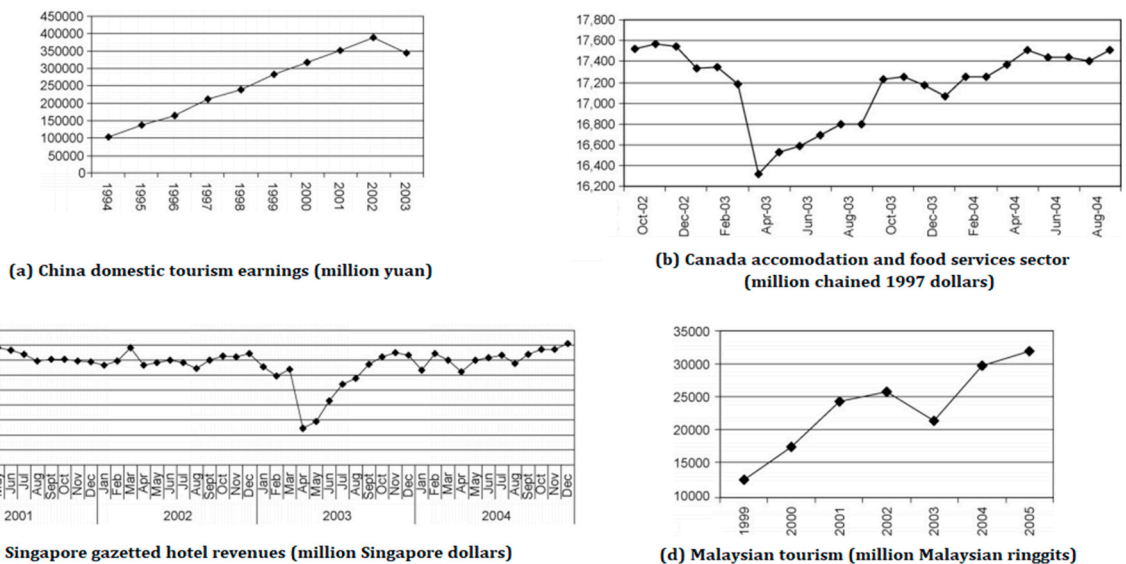 450000
400000
350000
300000
250000
200000
150000
100000
50000
0
1994
1995
1996
1997
1998
1999
2000
2001
2002
2003
(a) China domestic tourism earnings (million yuan)
17,800
17,600
17,400
17,200
17,000
16,800
16,600
16,400
16,200
Oct-02
Dec-02
Feb-03
Apr-03
Jun-03
Aug-03
Oct-03
Dec-03
Feb-04
Apr-04
Jun-04
Aug-04
(b) Canada accomodation and food services sector
(million chained 1997 dollars)
Jun Jul Aug Sept Oct Nov Dec Jan Feb Mar Apr May Jun Jul Aug Sept Oct Nov Dec Jan Feb Mar Apr May Jun Jul Aug Sept Oct Nov Dec Jan Feb Mar Apr May Jun Jul Aug Sept Oct Nov Dec
2001 2002 2003 2004
Singapore gazetted hotel revenues (million Singapore dollars)
35000
30000
25000
20000
15000
10000
1999
2000
2001
2002
2003
2004
2005
(d) Malaysian tourism (million Malaysian ringgits)